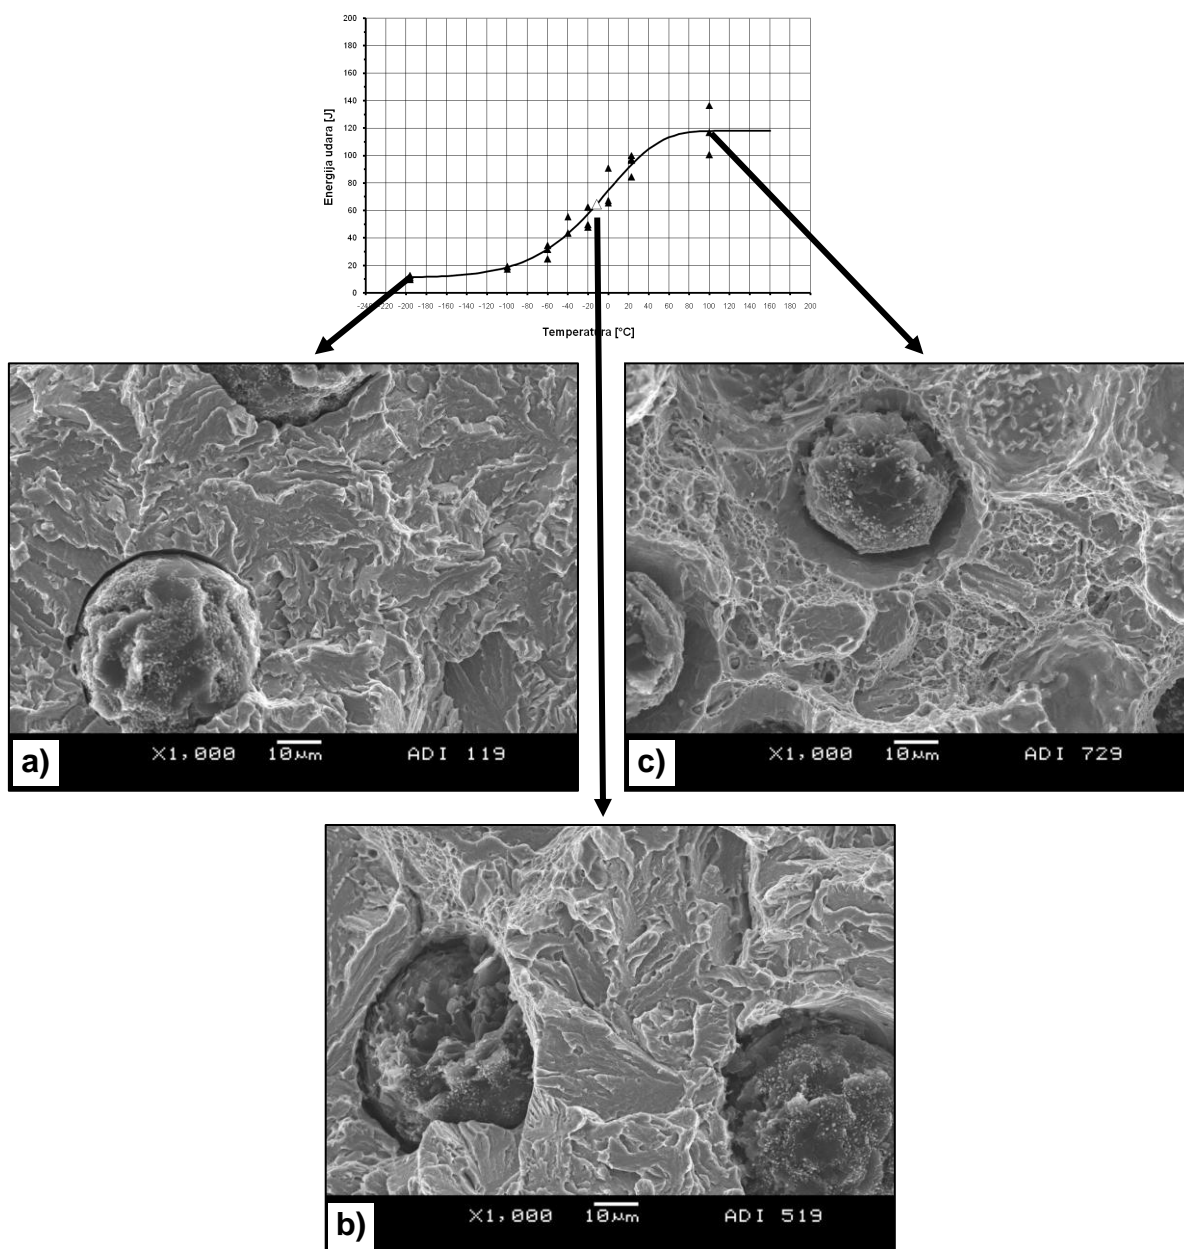 200
180
160
140
120
100
80
60
40
20
0
Energija udara [J]
-240 -220 -200 -180 -160 -140 -120 -100 -80 -60 -40 -20 0 20 40 60 80 100 120 140 160 180 200
Temperatura [°C]
a)
X1,000 10µm ADI 119
c)
X1,000 10µm ADI 729
b)
X1,000 10µm ADI 519